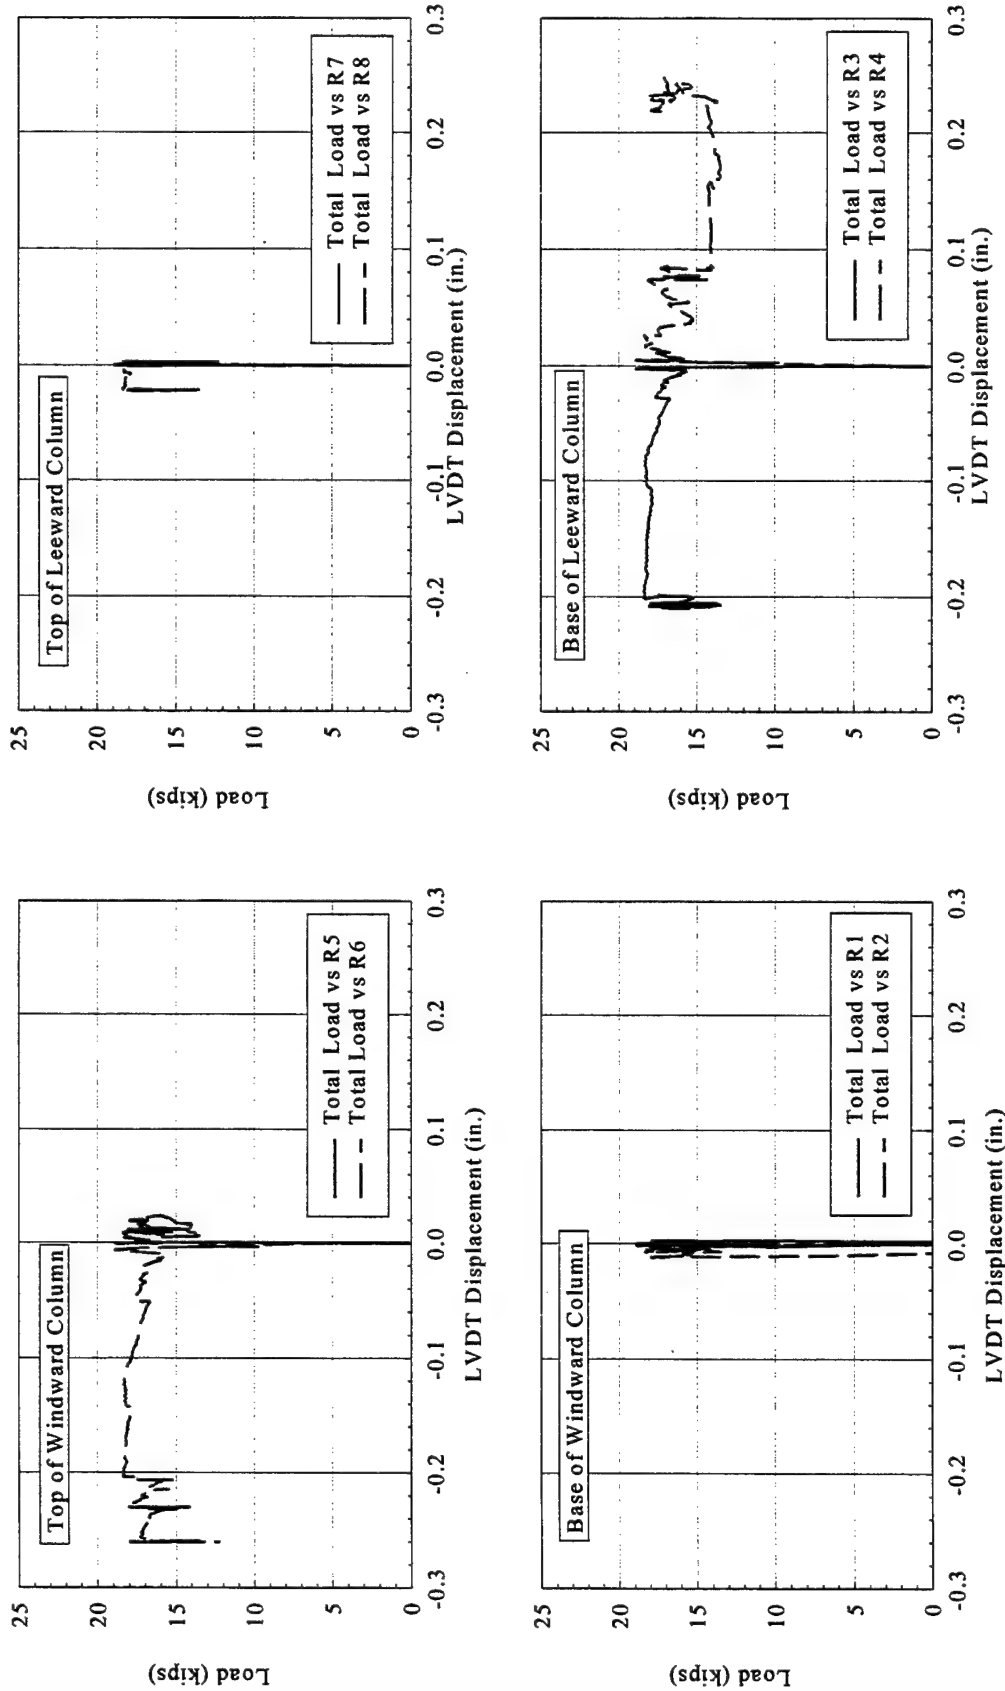 Top of Windward Column
25
20
15
10
5
0
Load (kips)
Total Load vs R5
Total Load vs R6
-0.3
-0.2
-0.1
0.0
0.1
0.2
0.3
LVDT Displacement (in.)
Top of Leeward Column
25
20
15
10
5
0
Load (kips)
Total Load vs R7
Total Load vs R8
-0.3
-0.2
-0.1
0.0
0.1
0.2
0.3
LVDT Displacement (in.)
Base of Windward Column
25
20
15
10
5
0
Load (kips)
Total Load vs R1
Total Load vs R2
-0.3
-0.2
-0.1
0.0
0.1
0.2
0.3
LVDT Displacement (in.)
Base of Leeward Column
25
20
15
10
5
0
Load (kips)
Total Load vs R3
Total Load vs R4
-0.3
-0.2
-0.1
0.0
0.1
0.2
0.3
LVDT Displacement (in.)